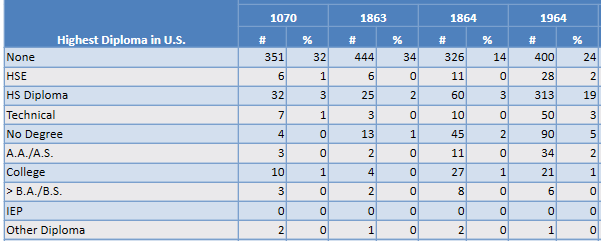 1070 1863 1864 1964
Highest Diploma in U.S. # % # % # % # %
None 351 32 444 34 326 14 400 24
HSE 6 1 6 0 11 0 28 2
HS Diploma 32 3 25 2 60 3 313 19
Technical 7 1 3 0 10 0 50 3
No Degree 4 0 13 1 45 2 90 5
A.A./A.S. 3 0 2 0 11 0 34 2
College 10 1 4 0 27 1 21 1
> B.A./B.S. 3 0 2 0 8 0 6 0
IEP 0 0 0 0 0 0 0 0
Other Diploma 2 0 1 0 2 0 1 0